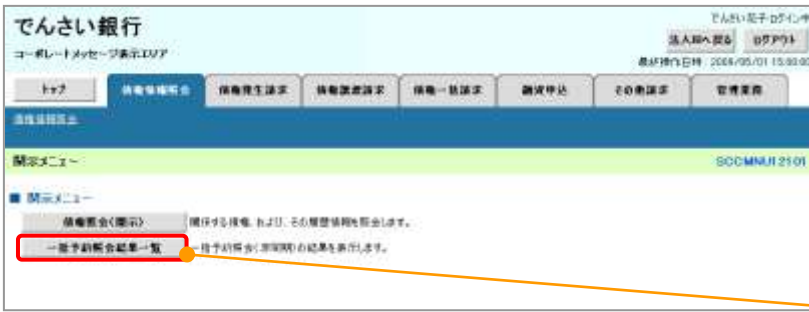 でんさい銀行
でんさい花子 ログイン中
コーポレートメッセージ表示エリア
法人IBへ戻る ログアウト
最終操作日時 : 2009/05/01 15:00:00
トップ 債権情報照会 債権発生請求 債権譲渡請求 債権一括請求 融資申込 その他請求 管理業務
債権情報照会
開示メニュー SCCMNU12101
■ 開示メニュー
債権照会(開示) 関係する債権、および、その履歴情報を照会します。
一括予約照会結果一覧 一括予約照会(非同期)の結果を表示します。